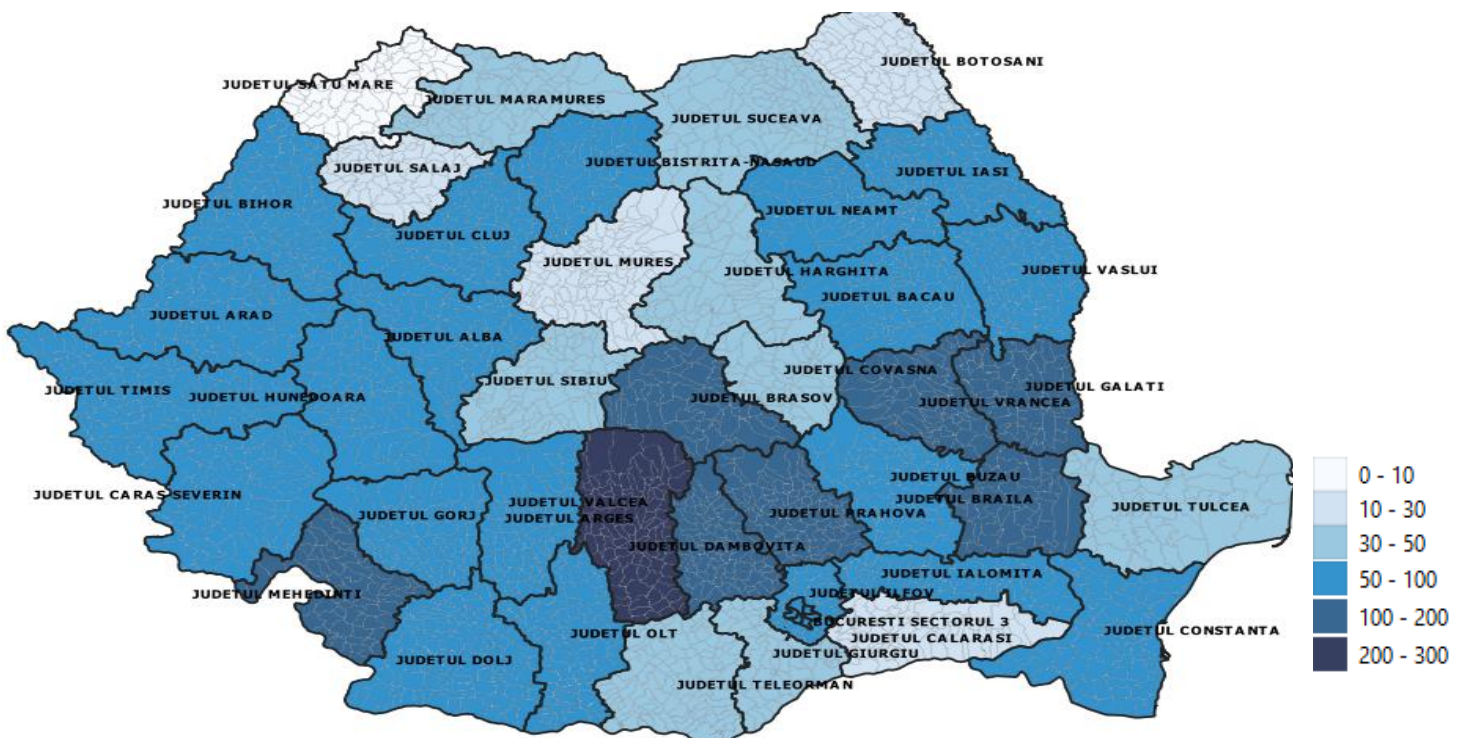 JUDETUL BOTOSANI
JUDETUL SATU MARE
JUDETUL MARAMURES
JUDETUL SUCEAVA
JUDETUL BISTRITA-NASAUD
JUDETUL SALAJ
JUDETUL IASI
JUDETUL BIHOR
JUDETUL NEAMT
JUDETUL CLUJ
JUDETUL MURES
JUDETUL HARGHITA
JUDETUL VASLUI
JUDETUL BACAU
JUDETUL ARAD
JUDETUL ALBA
JUDETUL COVASNA
JUDETUL SIBIU
JUDETUL GALATI
JUDETUL TIMIS
JUDETUL HUNEDOARA
JUDETUL BRASOV
JUDETUL VRANCEA
JUDETUL BUZAU
JUDETUL CARAS-SEVERIN
JUDETUL BRAILA
JUDETUL VALCEA
JUDETUL TULCEA
JUDETUL PRAHOVA
JUDETUL GORJ
JUDETUL ARGES
JUDETUL DAMBOVITA
JUDETUL IALOMITA
JUDETUL ILFOV
JUDETUL MEHEDINTI
BUCURESTI SECTORUL 3
JUDETUL CONSTANTA
JUDETUL OLT
JUDETUL CALARASI
JUDETUL GIURGIU
JUDETUL DOLJ
JUDETUL TELEORMAN
0 - 10
10 - 30
30 - 50
50 - 100
100 - 200
200 - 300